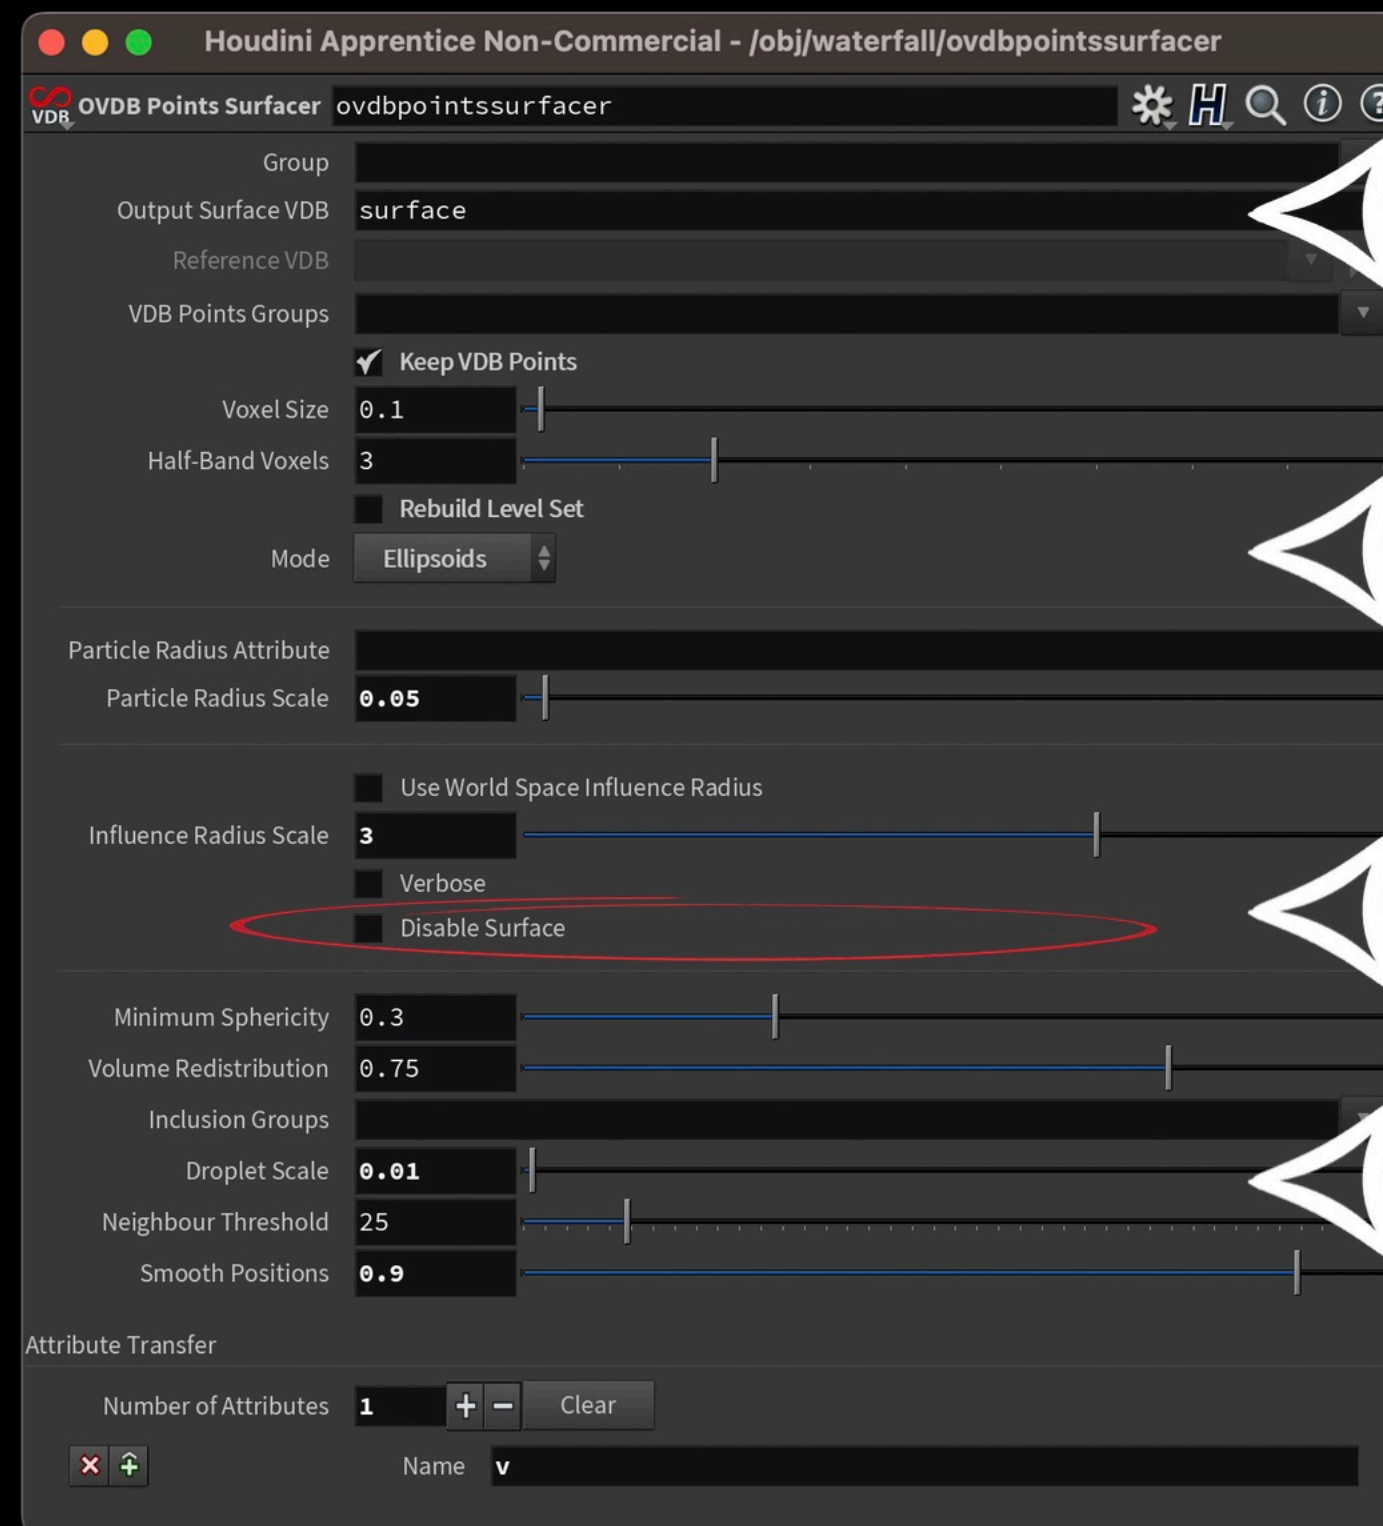 Houdini Apprentice Non-Commercial - /obj/waterfall/ovdbpointssurfacer
VDB OVDB Points Surfacer ovdbpointssurfacer
Group
Output Surface VDB surface
Reference VDB
VDB Points Groups
Keep VDB Points
Voxel Size 0.1
Half-Band Voxels 3
Rebuild Level Set
Mode Ellipsoids
Particle Radius Attribute
Particle Radius Scale 0.05
Use World Space Influence Radius
Influence Radius Scale 3
Verbose
Disable Surface
Minimum Sphericity 0.3
Volume Redistribution 0.75
Inclusion Groups
Droplet Scale 0.01
Neighbour Threshold 25
Smooth Positions 0.9
Attribute Transfer
Number of Attributes 1 + - Clear
Name v